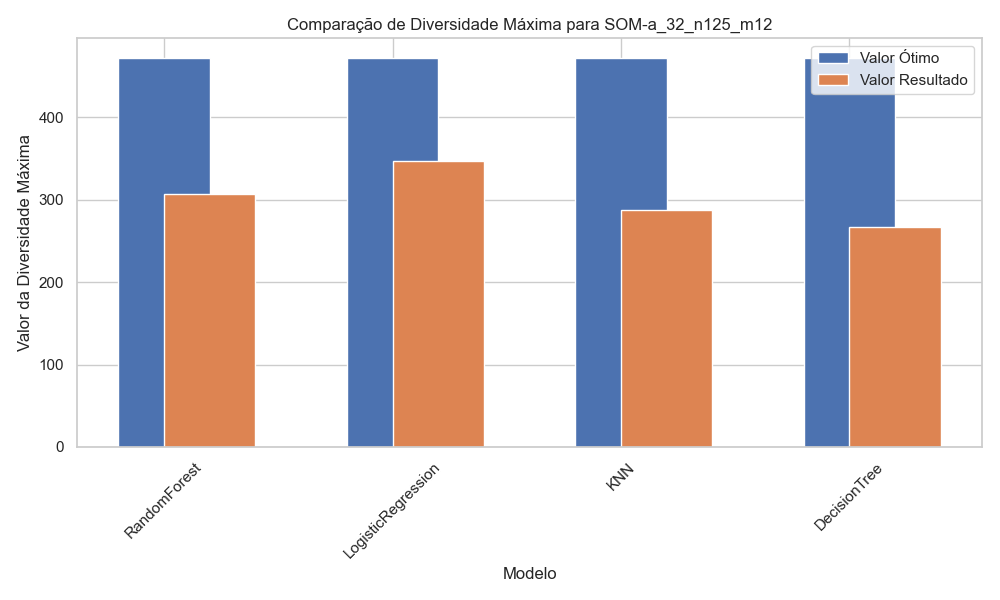 Comparação de Diversidade Máxima para SOM-a_32_n125_m12
Valor Ótimo
Valor Resultado
Valor da Diversidade Máxima
400
300
200
100
0
RandomForest
LogisticRegression
KNN
DecisionTree
Modelo